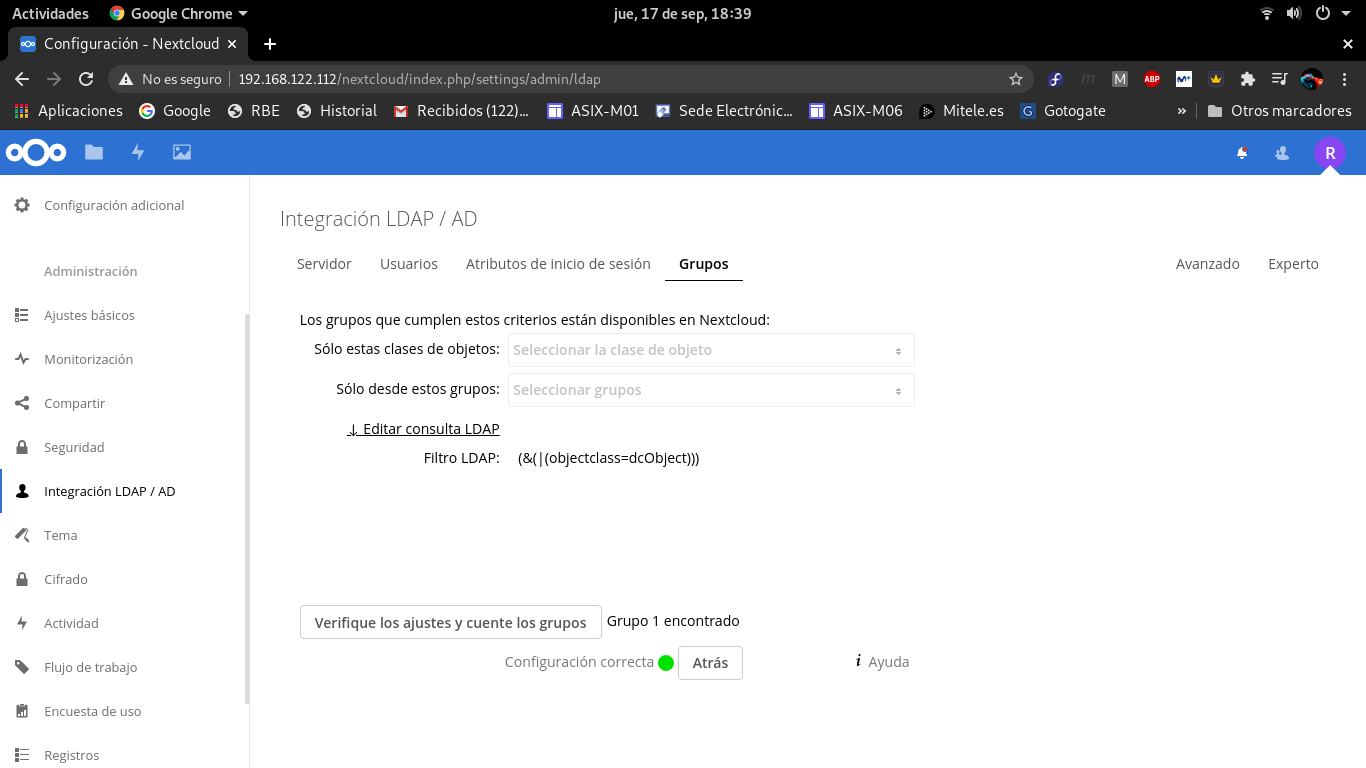 Actividades Google Chrome jue, 17 de sep, 18:39
Configuración - Nextcloud
No es seguro 192.168.122.112/nextcloud/index.php/settings/admin/ldap
Aplicaciones Google RBE Historial Recibidos (122)... ASIX-M01 Sede Electrónic... ASIX-M06 Mitele.es Gotogate » Otros marcadores
R
Configuración adicional
Administración
Ajustes básicos
Monitorización
Compartir
Seguridad
Integración LDAP / AD
Tema
Cifrado
Actividad
Flujo de trabajo
Encuesta de uso
Registros
Integración LDAP / AD
Servidor Usuarios Atributos de inicio de sesión Grupos Avanzado Experto
Los grupos que cumplen estos criterios están disponibles en Nextcloud:
Sólo estas clases de objetos: Seleccionar la clase de objeto
Sólo desde estos grupos: Seleccionar grupos
↓ Editar consulta LDAP
Filtro LDAP: (&(|(objectclass=dcObject)))
Verifique los ajustes y cuente los grupos Grupo 1 encontrado
Configuración correcta Atrás i Ayuda